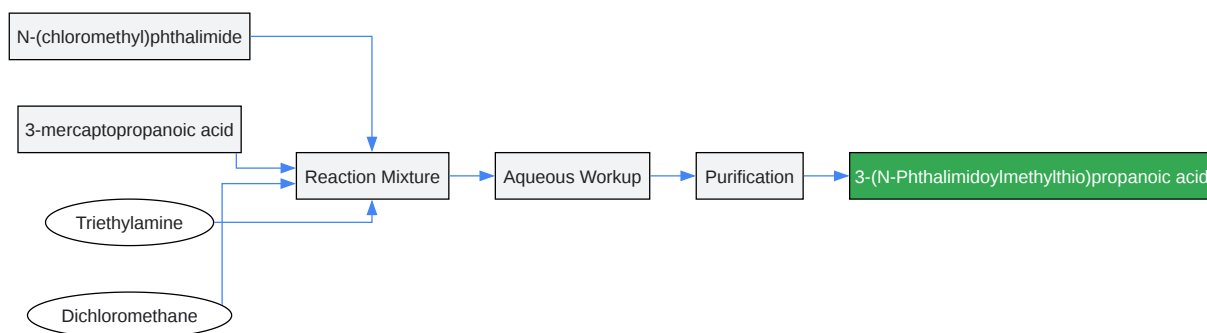 N-(chloromethyl)phthalimide
3-mercaptopropanoic acid
Reaction Mixture
Aqueous Workup
Purification
3-(N-Phthalimidoylmethylthio)propanoic acid
Triethylamine
Dichloromethane